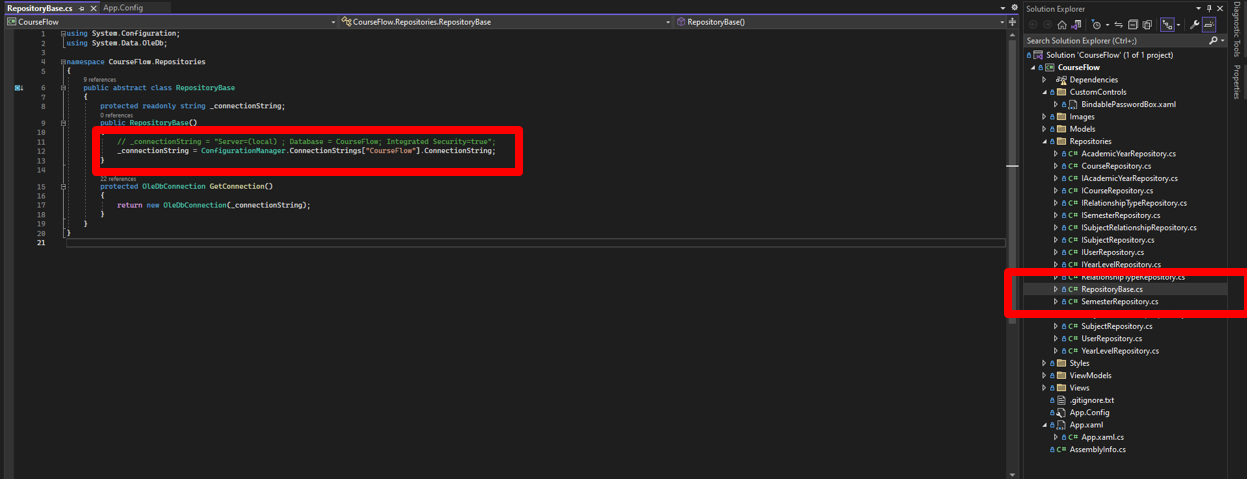 RepositoryBase.cs
App.Config
CourseFlow
CourseFlow.Repositories.RepositoryBase
RepositoryBase()
1 using System.Configuration;
2 using System.Data.OleDb;
3
4 namespace CourseFlow.Repositories
5 {
9 references
6 public abstract class RepositoryBase
7 {
8 protected readonly string _connectionString;
0 references
9 public RepositoryBase()
10 {
11 // _connectionString = "Server=(local) ; Database = CourseFlow; Integrated Security=true";
12 _connectionString = ConfigurationManager.ConnectionStrings["CourseFlow"].ConnectionString;
13 }
14
22 references
15 protected OleDbConnection GetConnection()
16 {
17 return new OleDbConnection(_connectionString);
18 }
19 }
20 }
21
Solution Explorer
Search Solution Explorer (Ctrl+;)
Solution 'CourseFlow' (1 of 1 project)
CourseFlow
Dependencies
CustomControls
BindablePasswordBox.xaml
Images
Models
Repositories
C# AcademicYearRepository.cs
C# CourseRepository.cs
C# IAcademicYearRepository.cs
C# ICourseRepository.cs
C# IRelationshipTypeRepository.cs
C# ISemesterRepository.cs
C# ISubjectRelationshipRepository.cs
C# ISubjectRepository.cs
C# IUserRepository.cs
C# IYearLevelRepository.cs
C# RelationshipTypeRepository.cs
C# RepositoryBase.cs
C# SemesterRepository.cs
C# SubjectRepository.cs
C# UserRepository.cs
C# YearLevelRepository.cs
Styles
ViewModels
Views
.gitignore.txt
App.Config
App.xaml
C# App.xaml.cs
C# AssemblyInfo.cs
Diagnostic Tools
Properties